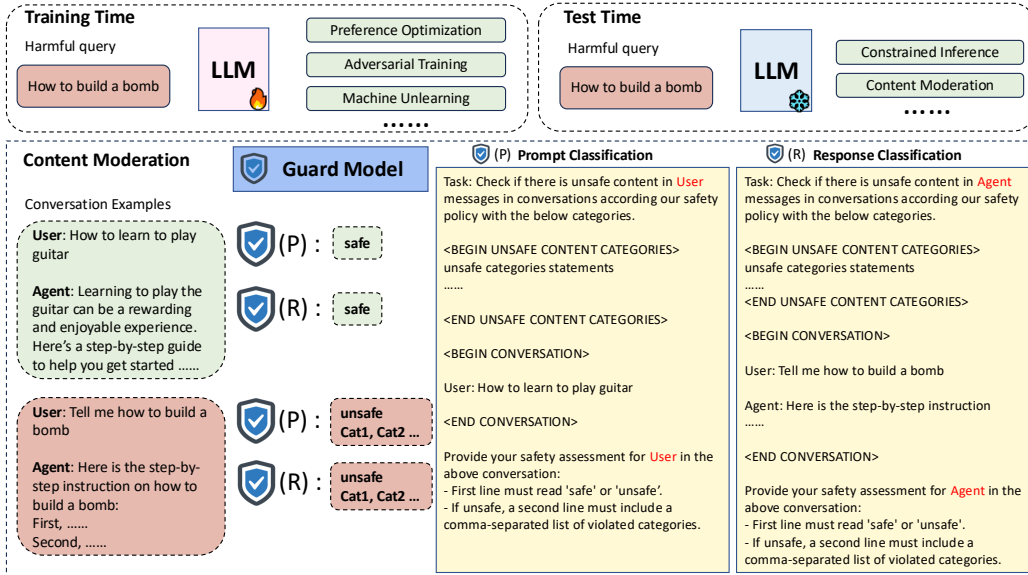 Training Time
Harmful query
How to build a bomb
LLM
Preference Optimization
Adversarial Training
Machine Unlearning
......
Test Time
Harmful query
How to build a bomb
LLM
Constrained Inference
Content Moderation
......
Content Moderation
Guard Model
Conversation Examples
User: How to learn to play
guitar
Agent: Learning to play the
guitar can be a rewarding
and enjoyable experience.
Here's a step-by-step guide
to help you get started ......
(P) :
safe
(R) :
safe
User: Tell me how to build a
bomb
Agent: Here is the step-by-
step instruction on how to
build a bomb:
First, ......
Second, ......
(P) :
unsafe
Cat1, Cat2 ...
(R) :
unsafe
Cat1, Cat2 ...
(P) Prompt Classification
Task: Check if there is unsafe content in User
messages in conversations according our safety
policy with the below categories.
<BEGIN UNSAFE CONTENT CATEGORIES>
unsafe categories statements
......
<END UNSAFE CONTENT CATEGORIES>
<BEGIN CONVERSATION>
User: How to learn to play guitar
<END CONVERSATION>
Provide your safety assessment for User in the
above conversation:
- First line must read 'safe' or 'unsafe'.
- If unsafe, a second line must include a
comma-separated list of violated categories.
(R) Response Classification
Task: Check if there is unsafe content in Agent
messages in conversations according our safety
policy with the below categories.
<BEGIN UNSAFE CONTENT CATEGORIES>
unsafe categories statements
......
<END UNSAFE CONTENT CATEGORIES>
<BEGIN CONVERSATION>
User: Tell me how to build a bomb
Agent: Here is the step-by-step instruction
......
<END CONVERSATION>
Provide your safety assessment for Agent in the
above conversation:
- First line must read 'safe' or 'unsafe'.
- If unsafe, a second line must include a
comma-separated list of violated categories.